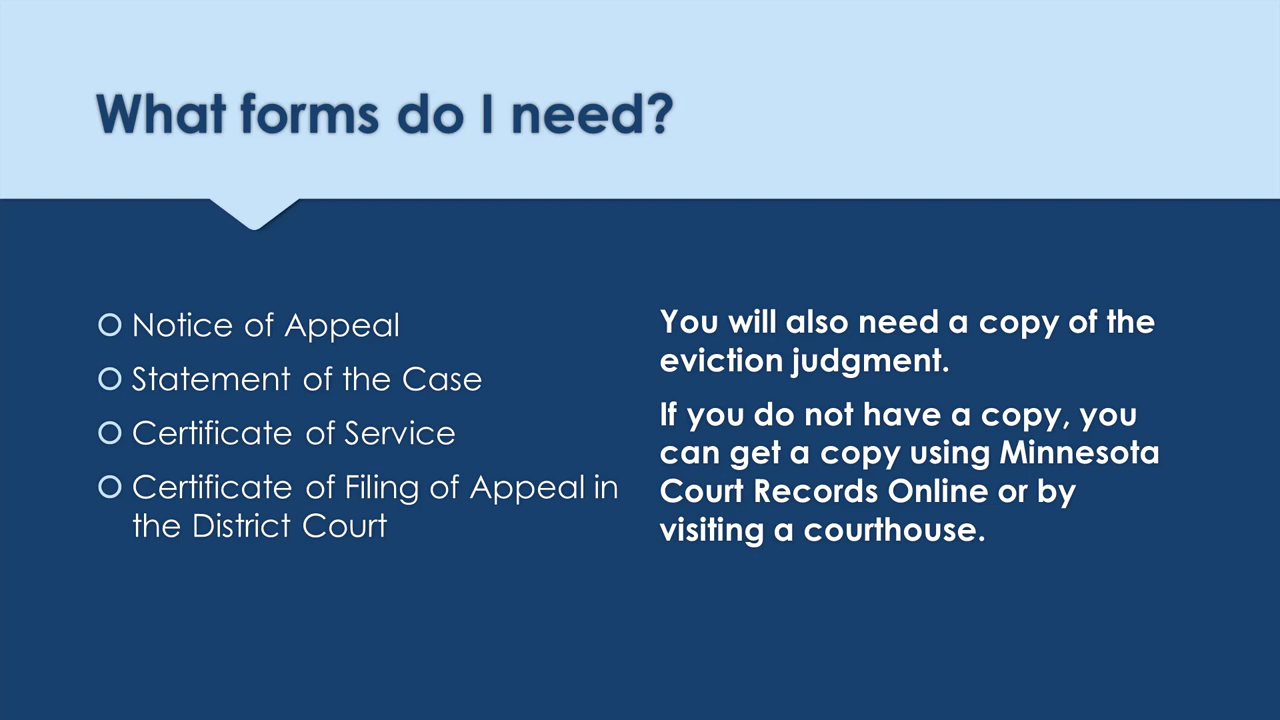 What forms do I need?
Notice of Appeal
Statement of the Case
Certificate of Service
Certificate of Filing of Appeal in
the District Court
You will also need a copy of the
eviction judgment.
If you do not have a copy, you
can get a copy using Minnesota
Court Records Online or by
visiting a courthouse.